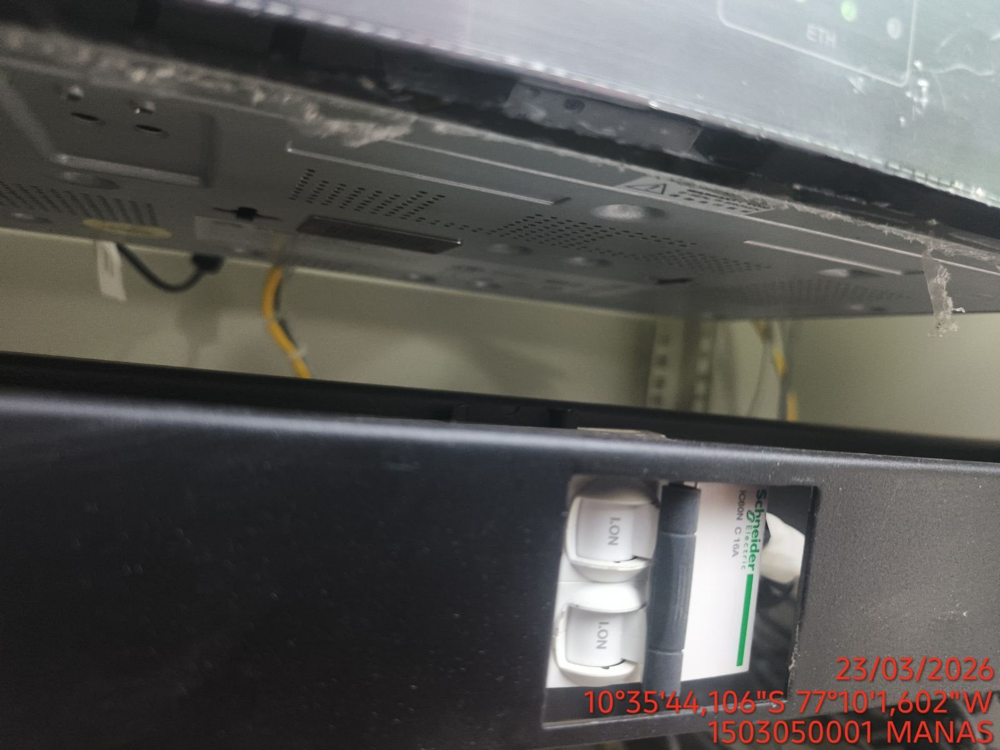 ETH
I.ON
I.ON
Schneider
Electric
iC60N C 16A
23/03/2026
10°35'44,106"S 77°10'1,602"W
1503050001 MANAS